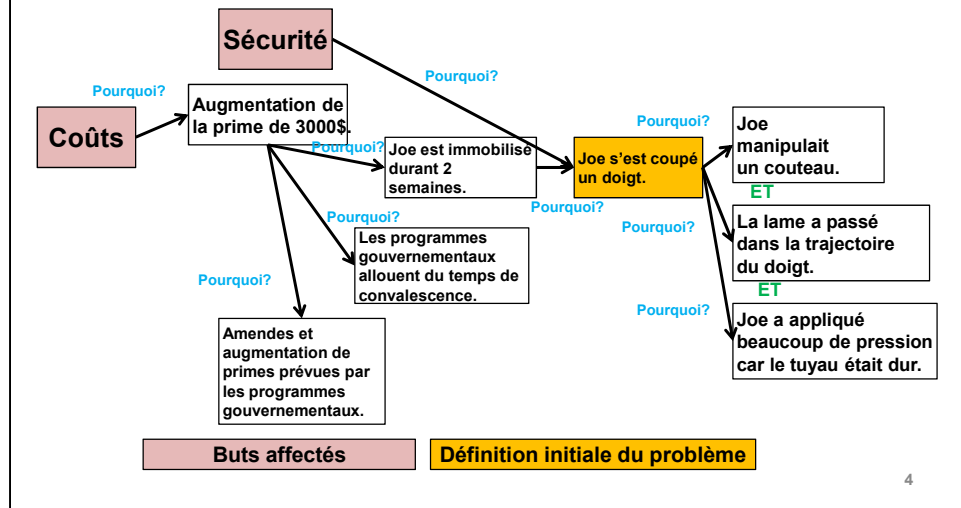 Sécurité
Pourquoi?
Pourquoi?
Coûts
Augmentation de
la prime de 3000$.
Pourquoi?
Joe est immobilisé
durant 2
semaines.
Joe s’est coupé
un doigt.
Pourquoi?
Joe
manipulait
un couteau.
ET
Pourquoi?
Pourquoi?
Les programmes
gouvernementaux
allouent du temps de
convalescence.
Pourquoi?
La lame a passé
dans la trajectoire
du doigt.
ET
Pourquoi?
Amendes et
augmentation de
primes prévues par
les programmes
gouvernementaux.
Pourquoi?
Joe a appliqué
beaucoup de pression
car le tuyau était dur.
Buts affectés
Définition initiale du problème
4